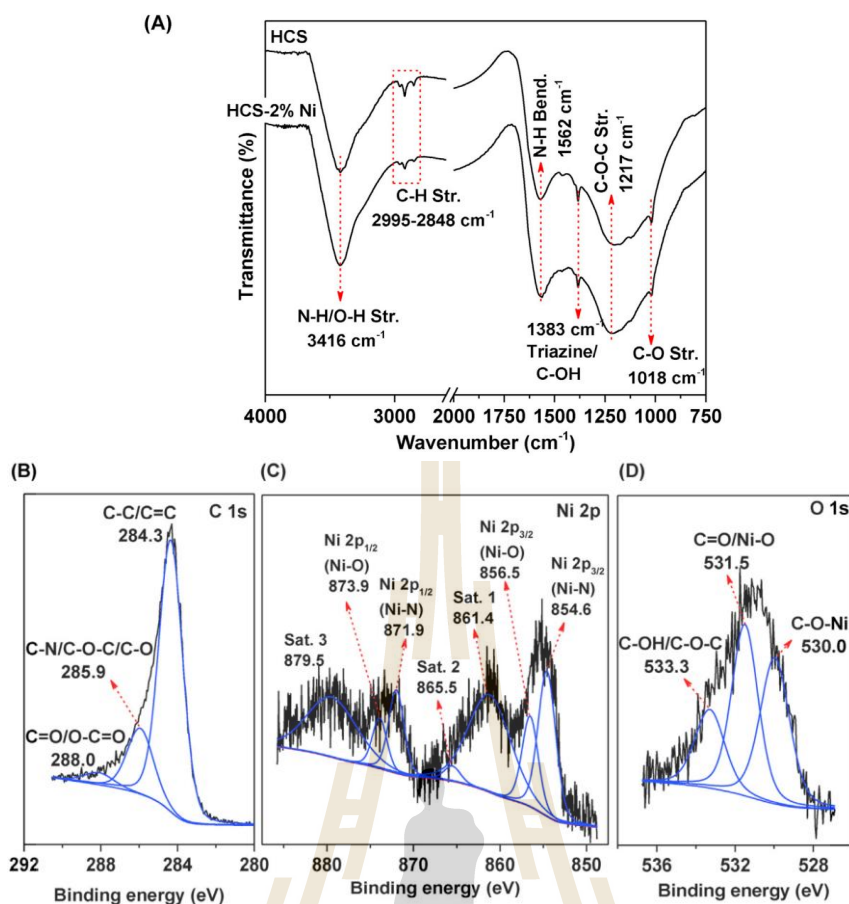 (A)
HCS
HCS-2% Ni
Transmittance (%)
C-H Str.
2995-2848 cm⁻¹
N-H/O-H Str.
3416 cm⁻¹
N-H Bend.
1562 cm⁻¹
C-O-C Str.
1217 cm⁻¹
1383 cm⁻¹
Triazine/
C-OH
C-O Str.
1018 cm⁻¹
4000 3000 2000 1750 1500 1250 1000 750
Wavenumber (cm⁻¹)
(B)
C 1s
C-C/C=C
284.3
C-N/C-O-C/C-O
285.9
C=O/O-C=O
288.0
292 288 284 280
Binding energy (eV)
(C)
Ni 2p
Ni 2p₁/₂
(Ni-O)
873.9
Ni 2p₁/₂
(Ni-N)
871.9
Sat. 3
879.5
Sat. 2
865.5
Sat. 1
861.4
Ni 2p₃/₂
(Ni-O)
856.5
Ni 2p₃/₂
(Ni-N)
854.6
880 870 860 850
Binding energy (eV)
(D)
O 1s
C=O/Ni-O
531.5
C-OH/C-O-C
533.3
C-O-Ni
530.0
536 532 528
Binding energy (eV)